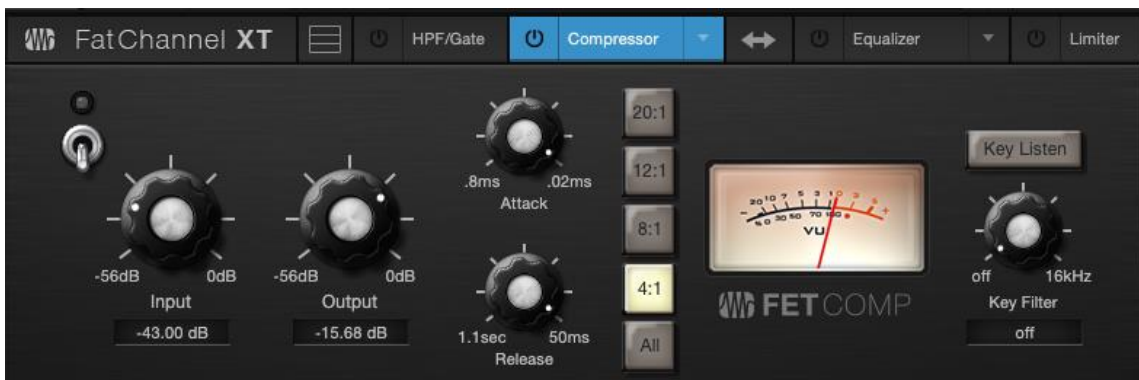 FatChannel XT
HPF/Gate
Compressor
Equalizer
Limiter
20:1
12:1
8:1
4:1
All
.8ms
.02ms
Attack
-56dB
0dB
Input
-43.00 dB
-56dB
0dB
Output
-15.68 dB
1.1sec
50ms
Release
VU
FETCOMP
Key Listen
off
16kHz
Key Filter
off